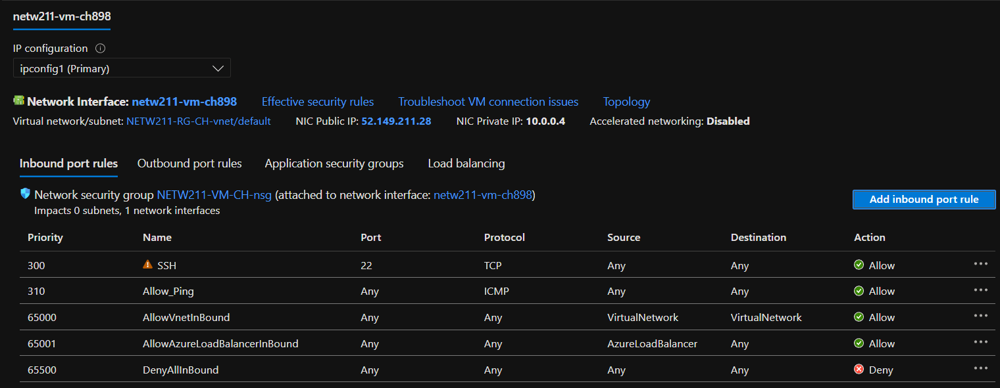 netw211-vm-ch898
IP configuration
ipconfig1 (Primary)
Network Interface: netw211-vm-ch898 Effective security rules Troubleshoot VM connection issues Topology
Virtual network/subnet: NETW211-RG-CH-vnet/default NIC Public IP: 52.149.211.28 NIC Private IP: 10.0.0.4 Accelerated networking: Disabled
Inbound port rules Outbound port rules Application security groups Load balancing
Network security group NETW211-VM-CH-nsg (attached to network interface: netw211-vm-ch898)
Impacts 0 subnets, 1 network interfaces
Add inbound port rule
Priority Name Port Protocol Source Destination Action
300 SSH 22 TCP Any Any Allow
310 Allow_Ping Any ICMP Any Any Allow
65000 AllowVnetInBound Any Any VirtualNetwork VirtualNetwork Allow
65001 AllowAzureLoadBalancerInBound Any Any AzureLoadBalancer Any Allow
65500 DenyAllInBound Any Any Any Any Deny